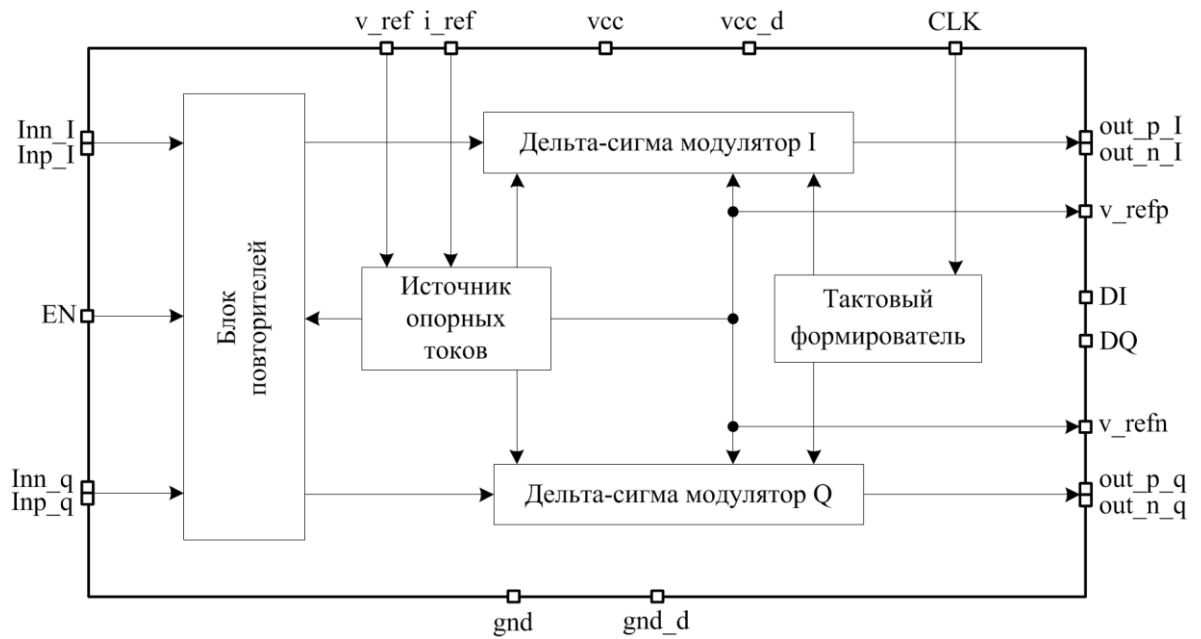 v_ref i_ref vcc vcc_d CLK
Inn_I
Inp_I
Дельта-сигма модулятор I
out_p_I
out_n_I
v_refp
EN
Блок
повторителей
Источник
опорных
токов
Тактовый
формирователь
DI
DQ
v_refn
Inn_q
Inp_q
Дельта-сигма модулятор Q
out_p_q
out_n_q
gnd gnd_d